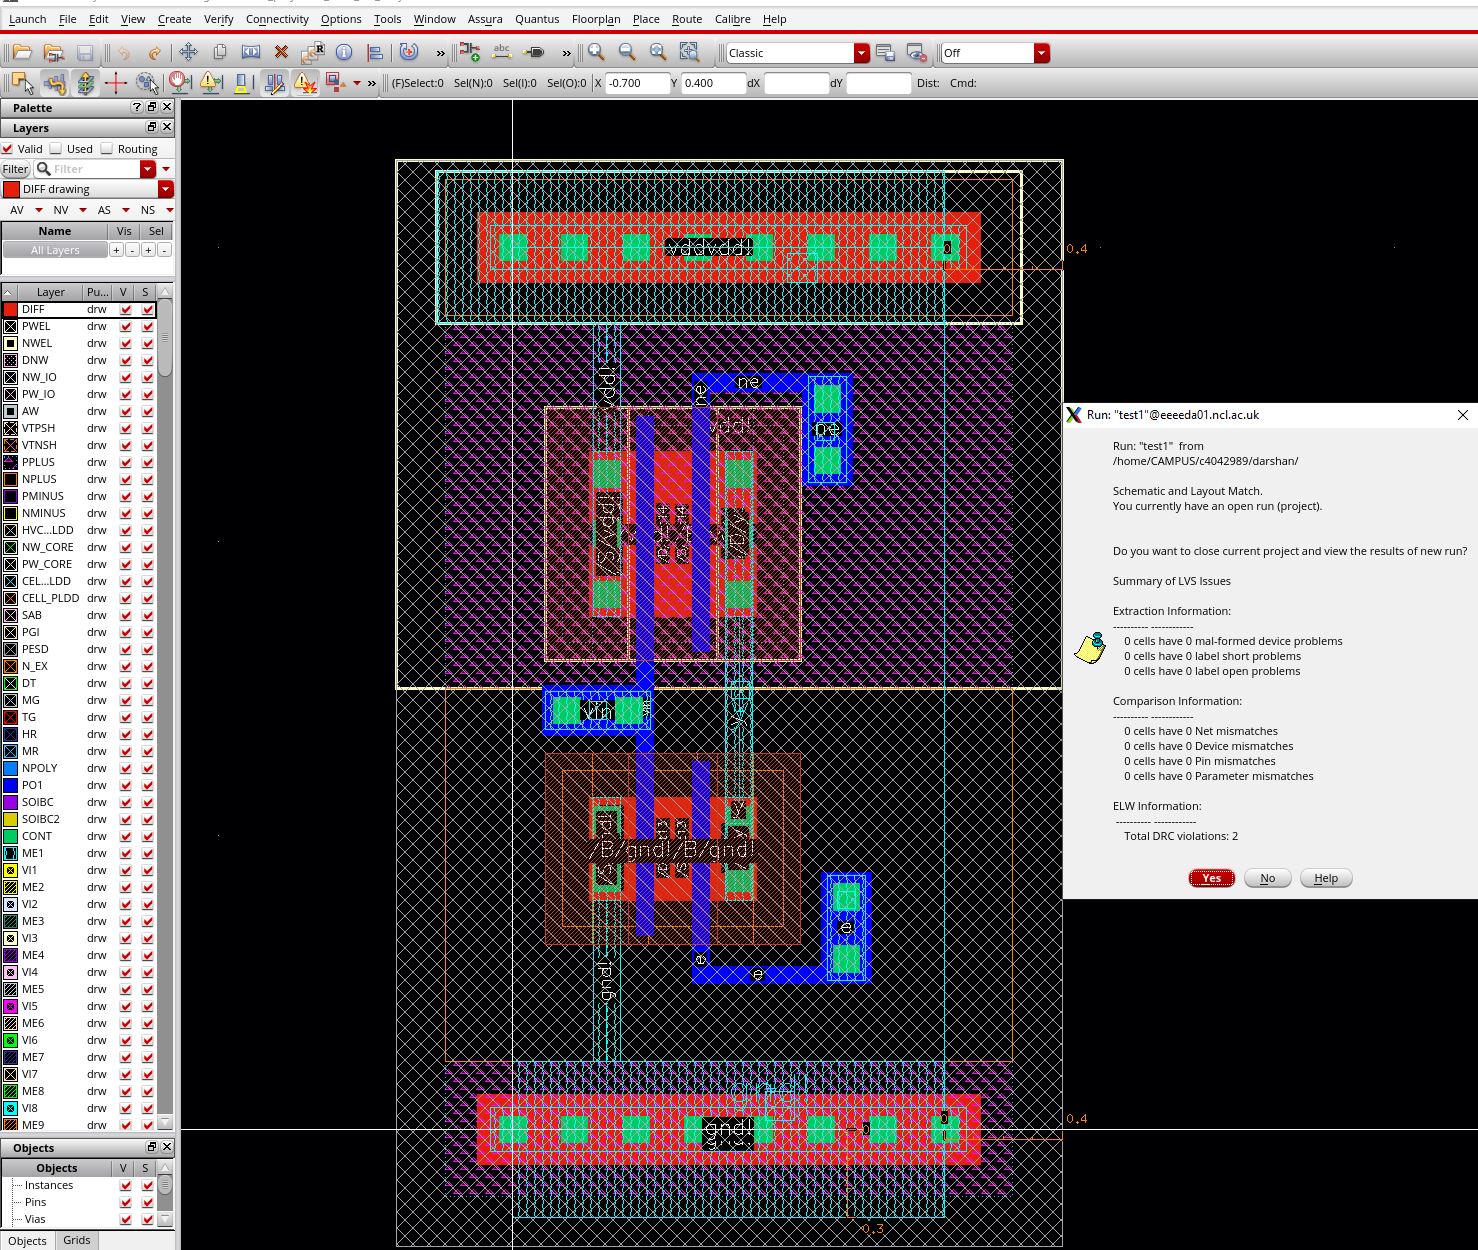 Launch File Edit View Create Verify Connectivity Options Tools Window Assura Quantus Floorplan Place Route Calibre Help
Classic Off
(F)Select:0 Sel(N):0 Sel(I):0 Sel(O):0 X -0.700 Y 0.400 dX dY Dist: Cmd:
Palette
Layers
Valid Used Routing
Filter Filter
DIFF drawing
AV NV AS NS
Name Vis Sel
All Layers + - + -
Layer Pu... V S
DIFF drw
PWEL drw
NWEL drw
DNW drw
NW_IO drw
PW_IO drw
AW drw
VTPSH drw
VTNSH drw
PPLUS drw
NPLUS drw
PMINUS drw
NMINUS drw
HVC...LDD drw
NW_CORE drw
PW_CORE drw
CEL...LDD drw
CELL_PLDD drw
SAB drw
PGI drw
PESD drw
N_EX drw
DT drw
MG drw
TG drw
HR drw
MR drw
NPOLY drw
PO1 drw
SOIBC drw
SOIBC2 drw
CONT drw
ME1 drw
VI1 drw
ME2 drw
VI2 drw
ME3 drw
VI3 drw
ME4 drw
VI4 drw
ME5 drw
VI5 drw
ME6 drw
VI6 drw
ME7 drw
VI7 drw
ME8 drw
VI8 drw
ME9 drw
Objects
Objects V S
Instances
Pins
Vias
Objects Grids
vddvdd!
0.4
vdd!
ne
ne
vdd!
ne
/S/vdd!
/D/y
vin
/B/gnd!/B/gnd!
e
e
e
gnd!
gnd!
gnd!
0.4
0.3
Run: "test1"@eeeeda01.ncl.ac.uk
Run: "test1" from
/home/CAMPUS/c4042989/darshan/
Schematic and Layout Match.
You currently have an open run (project).
Do you want to close current project and view the results of new run?
Summary of LVS Issues
Extraction Information:
---------- -----------
0 cells have 0 mal-formed device problems
0 cells have 0 label short problems
0 cells have 0 label open problems
Comparison Information:
---------- -----------
0 cells have 0 Net mismatches
0 cells have 0 Device mismatches
0 cells have 0 Pin mismatches
0 cells have 0 Parameter mismatches
ELW Information:
---------- -----------
Total DRC violations: 2
Yes No Help